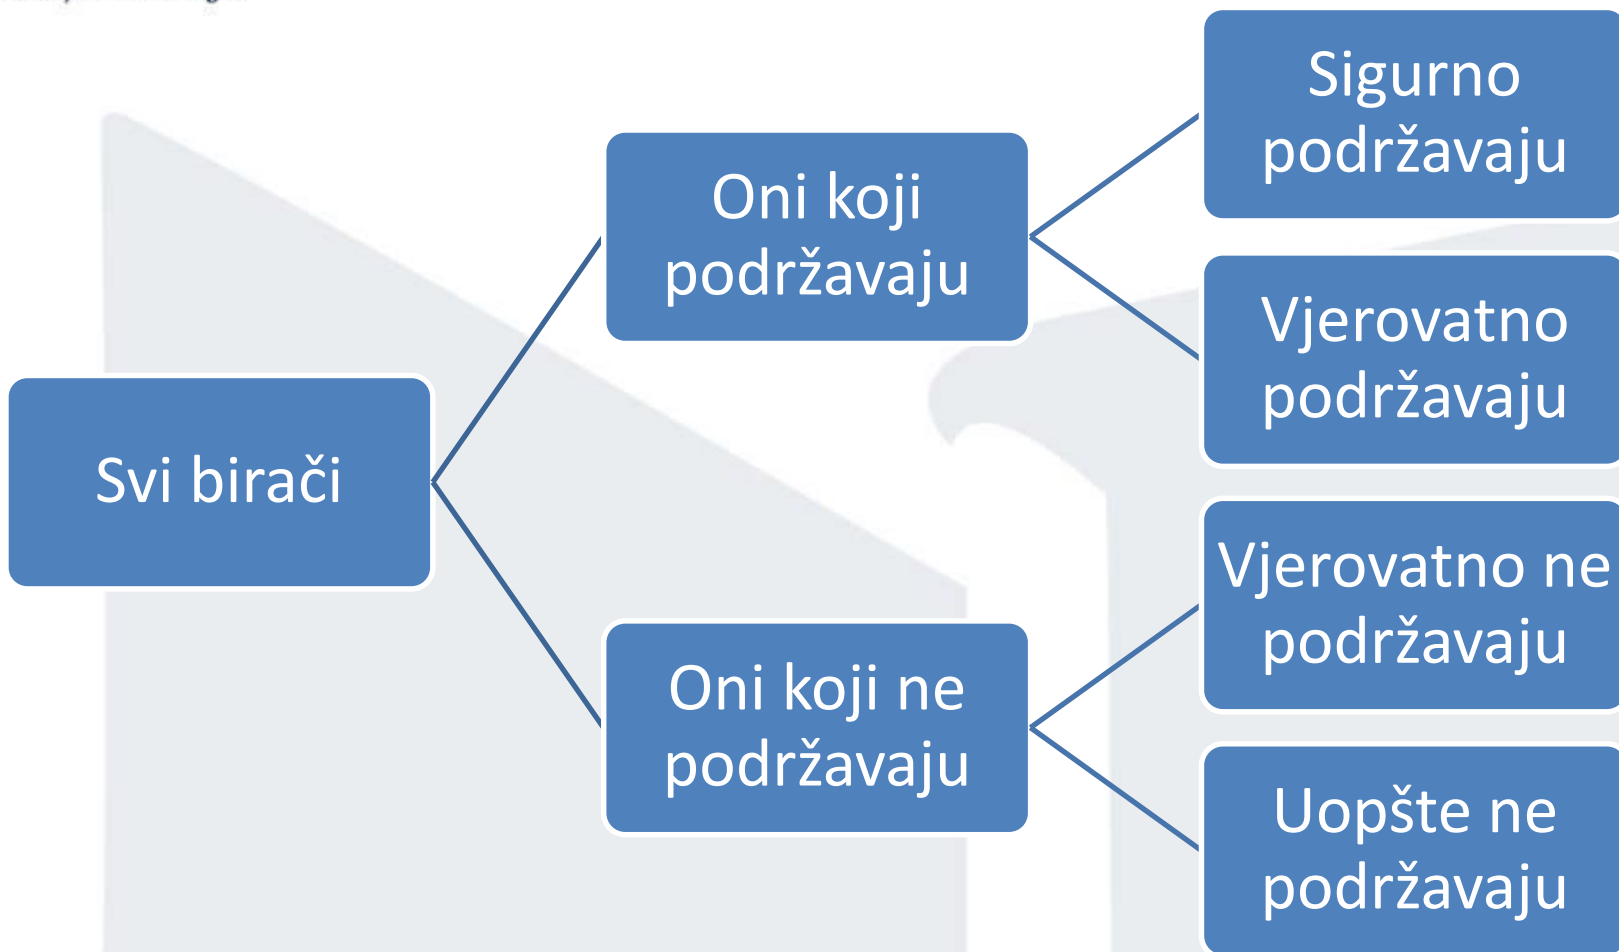 Svi birači
Oni koji
podržavaju
Sigurno
podržavaju
Vjerovatno
podržavaju
Oni koji ne
podržavaju
Vjerovatno ne
podržavaju
Uopšte ne
podržavaju